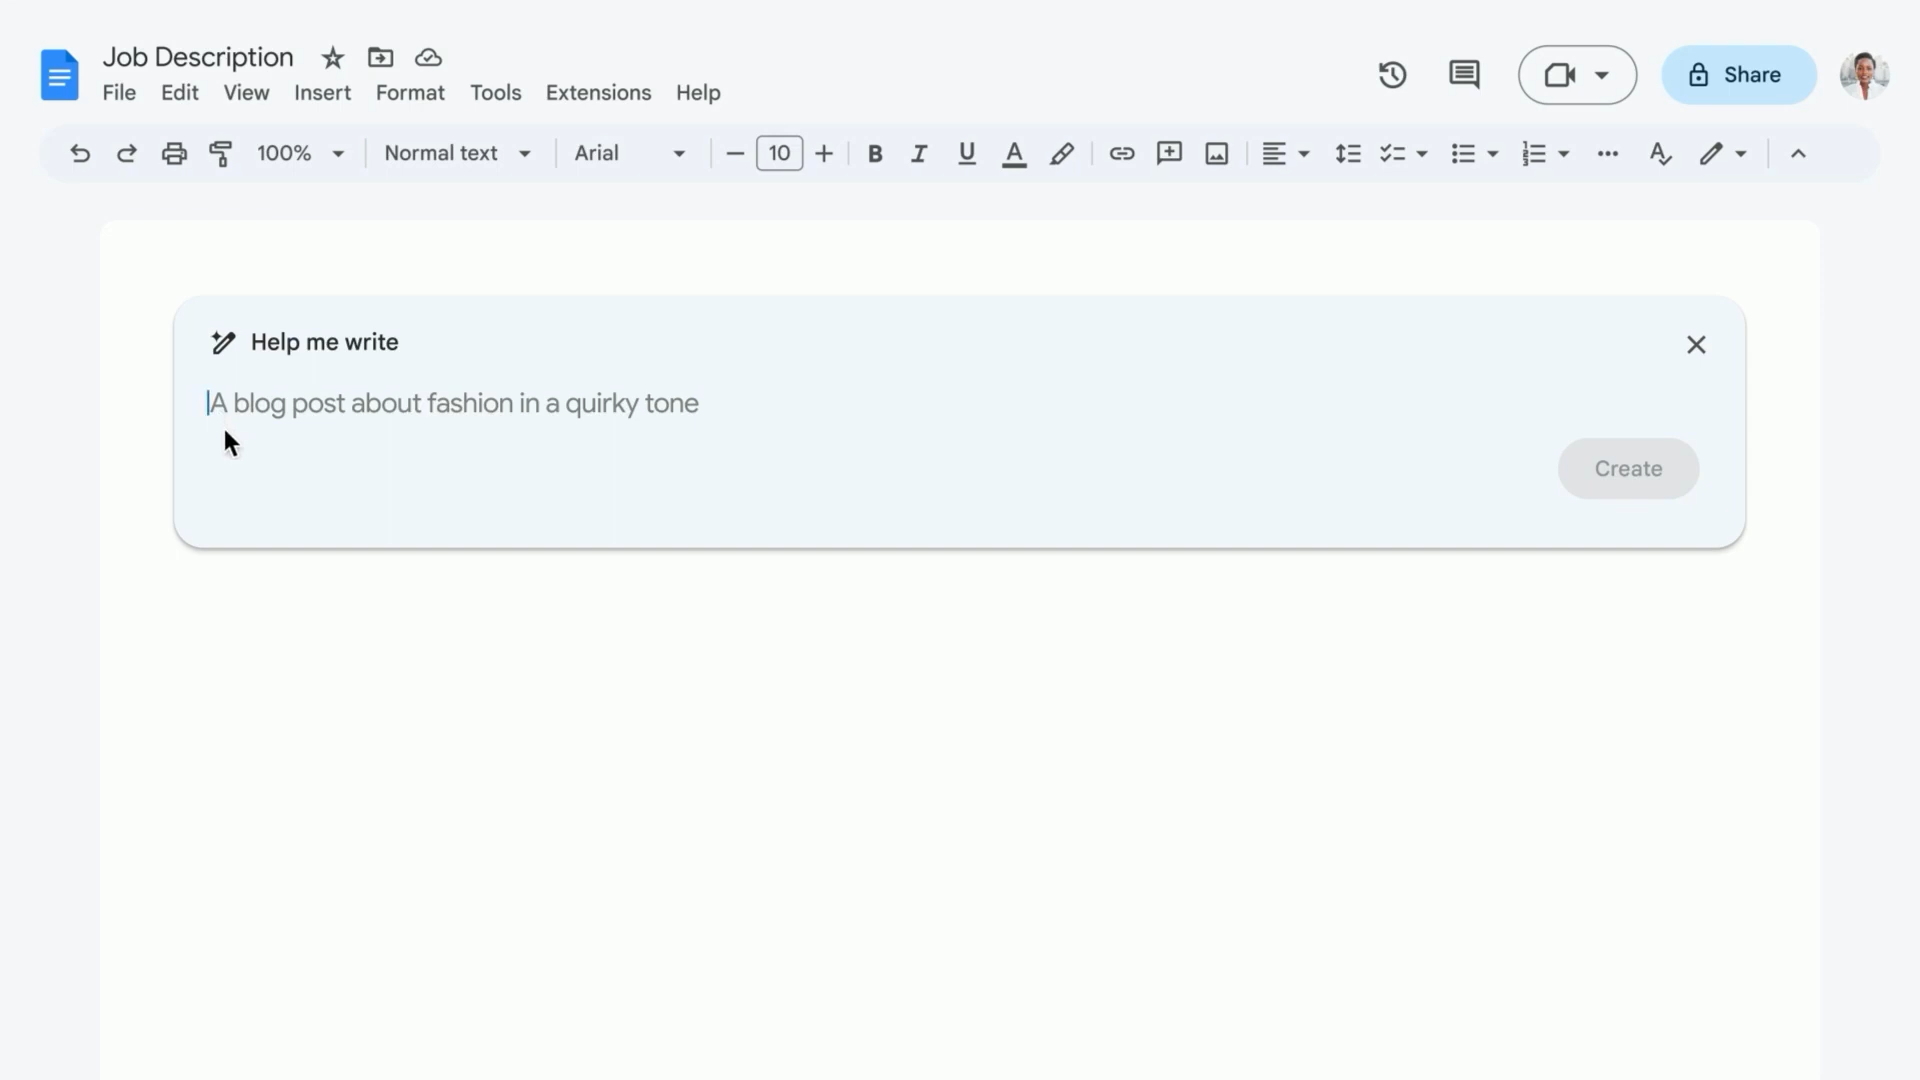 Job Description
File Edit View Insert Format Tools Extensions Help
Share
100% Normal text Arial 10 B I U A
Help me write
A blog post about fashion in a quirky tone
Create